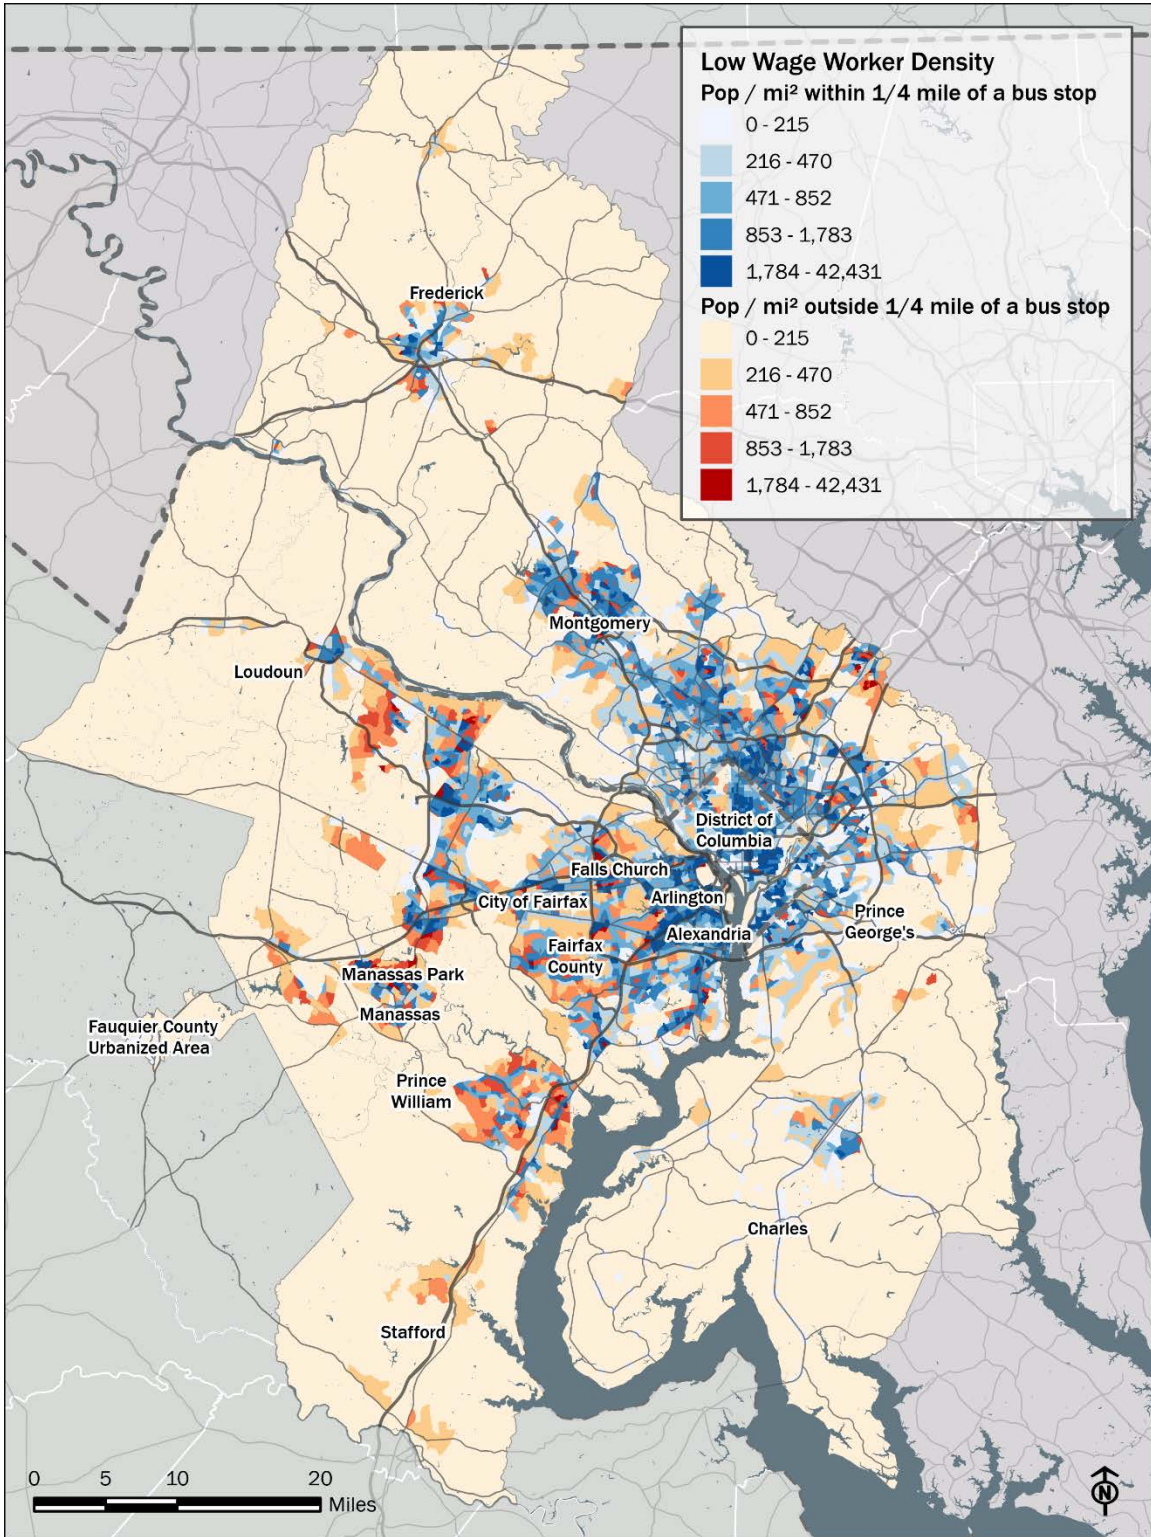 Low Wage Worker Density
Pop / mi² within 1/4 mile of a bus stop
0 - 215
216 - 470
471 - 852
853 - 1,783
1,784 - 42,431
Pop / mi² outside 1/4 mile of a bus stop
0 - 215
216 - 470
471 - 852
853 - 1,783
1,784 - 42,431
Frederick
Montgomery
Loudoun
District of
Columbia
Falls Church
City of Fairfax
Arlington
Prince
George's
Alexandria
Fairfax
County
Manassas Park
Manassas
Fauquier County
Urbanized Area
Prince
William
Charles
Stafford
0 5 10 20
Miles
N